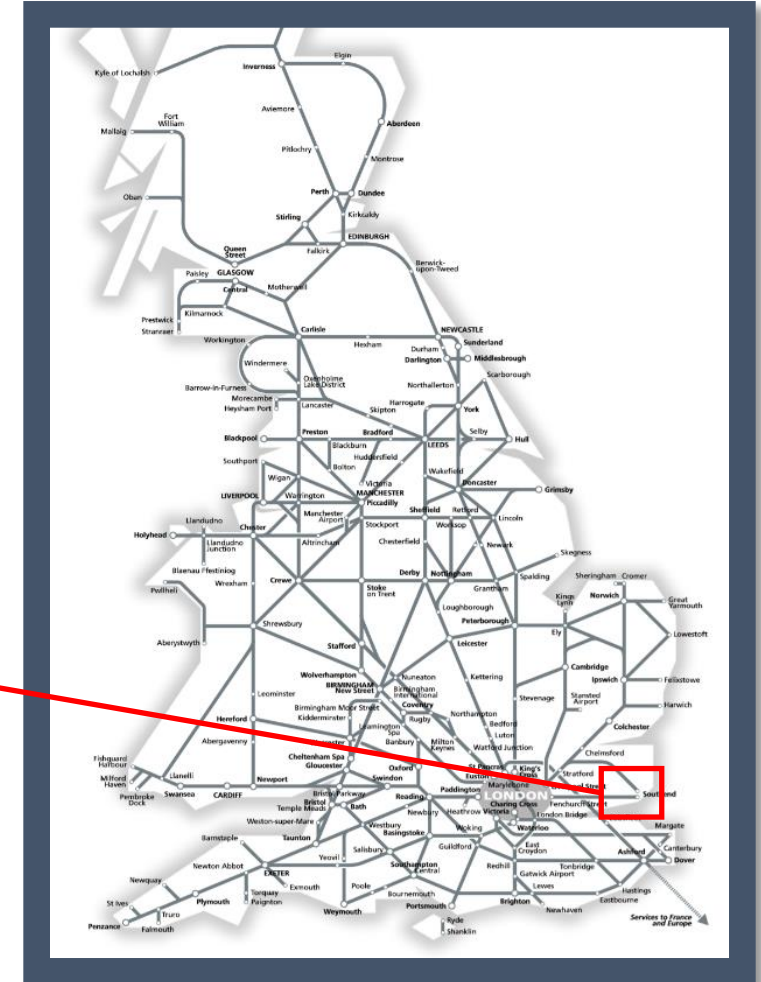 Elgin
Inverness
Kyle of Lochalsh
Aviemore
Fort
William
Aberdeen
Mallaig
Pitlochry
Montrose
Perth
Dundee
Oban
Stirling
Kirkcaldy
EDINBURGH
Falkirk
Queen
Street
Berwick-
upon-Tweed
Paisley
GLASGOW
Central
Motherwell
Prestwick
Kilmarnock
Stranraer
Carlisle
NEWCASTLE
Workington
Hexham
Sunderland
Durham
Darlington
Middlesbrough
Windermere
Scarborough
Oxenholme
Lake District
Barrow-in-Furness
Northallerton
Morecambe
Lancaster
Harrogate
Heysham Port
Skipton
York
Blackpool
Preston
Bradford
Selby
Hull
LEEDS
Blackburn
Huddersfield
Southport
Bolton
Wakefield
Wigan
Victoria
Doncaster
LIVERPOOL
Warrington
MANCHESTER
Piccadilly
Grimsby
Manchester
Airport
Sheffield
Retford
Llandudno
Stockport
Worksop
Lincoln
Holyhead
Chester
Llandudno
Junction
Altrincham
Chesterfield
Newark
Skegness
Blaenau Ffestiniog
Derby
Nottingham
Spalding
Sheringham
Cromer
Pwllheli
Wrexham
Crewe
Stoke
on Trent
Grantham
Kings
Lynn
Norwich
Great
Yarmouth
Loughborough
Peterborough
Shrewsbury
Ely
Lowestoft
Aberystwyth
Stafford
Leicester
Cambridge
Wolverhampton
Nuneaton
Kettering
Ipswich
Felixstowe
BIRMINGHAM
New Street
Birmingham
International
Stansted
Airport
Leominster
Coventry
Stevenage
Harwich
Birmingham Moor Street
Kidderminster
Rugby
Northampton
Hereford
Leamington
Spa
Bedford
Colchester
Abergavenny
Banbury
Milton
Keynes
Luton
Watford Junction
Chelmsford
Fishguard
Harbour
Cheltenham Spa
Gloucester
Oxford
St Pancras
King's
Cross
Stratford
Milford
Haven
Llanelli
Newport
Euston
Marylebone
Pembroke
Dock
Swansea
CARDIFF
Bristol Parkway
Swindon
Paddington
LONDON
Southend
Bristol
Temple Meads
Bath
Reading
Charing Cross
Fenchurch Street
Newbury
Heathrow
Victoria
London Bridge
Weston-super-Mare
Westbury
Waterloo
Margate
Barnstaple
Taunton
Basingstoke
Woking
East
Croydon
Canterbury
Yeovil
Salisbury
Guildford
Ashford
Dover
Newton Abbot
Southampton
Central
Redhill
Tonbridge
Gatwick Airport
Newquay
EXETER
Exmouth
Poole
Lewes
Hastings
St Ives
Plymouth
Torquay
Paignton
Bournemouth
Eastbourne
Truro
Weymouth
Portsmouth
Brighton
Newhaven
Penzance
Falmouth
Ryde
Shanklin
Services to France
and Europe